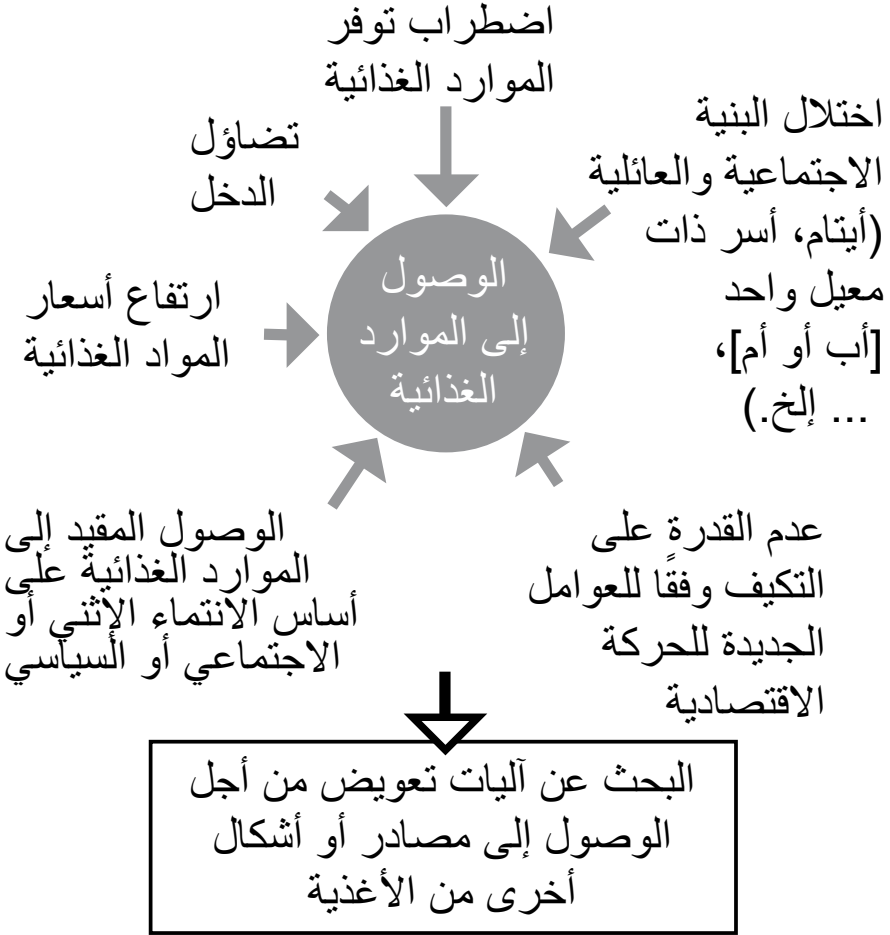 اضطراب توفر
الموارد الغذائية
اختلال البنية
الاجتماعية والعائلية
(أيتام، أسر ذات
معيل واحد
[أب أو أم]،
... إلخ.)
تضاؤل
الدخل
الوصول
إلى الموارد
الغذائية
ارتفاع أسعار
المواد الغذائية
عدم القدرة على
التكيف وفقًا للعوامل
الجديدة للحركة
الاقتصادية
الوصول المقيد إلى
الموارد الغذائية على
أساس الانتماء الإثني أو
الاجتماعي أو السياسي
البحث عن آليات تعويض من أجل
الوصول إلى مصادر أو أشكال
أخرى من الأغذية